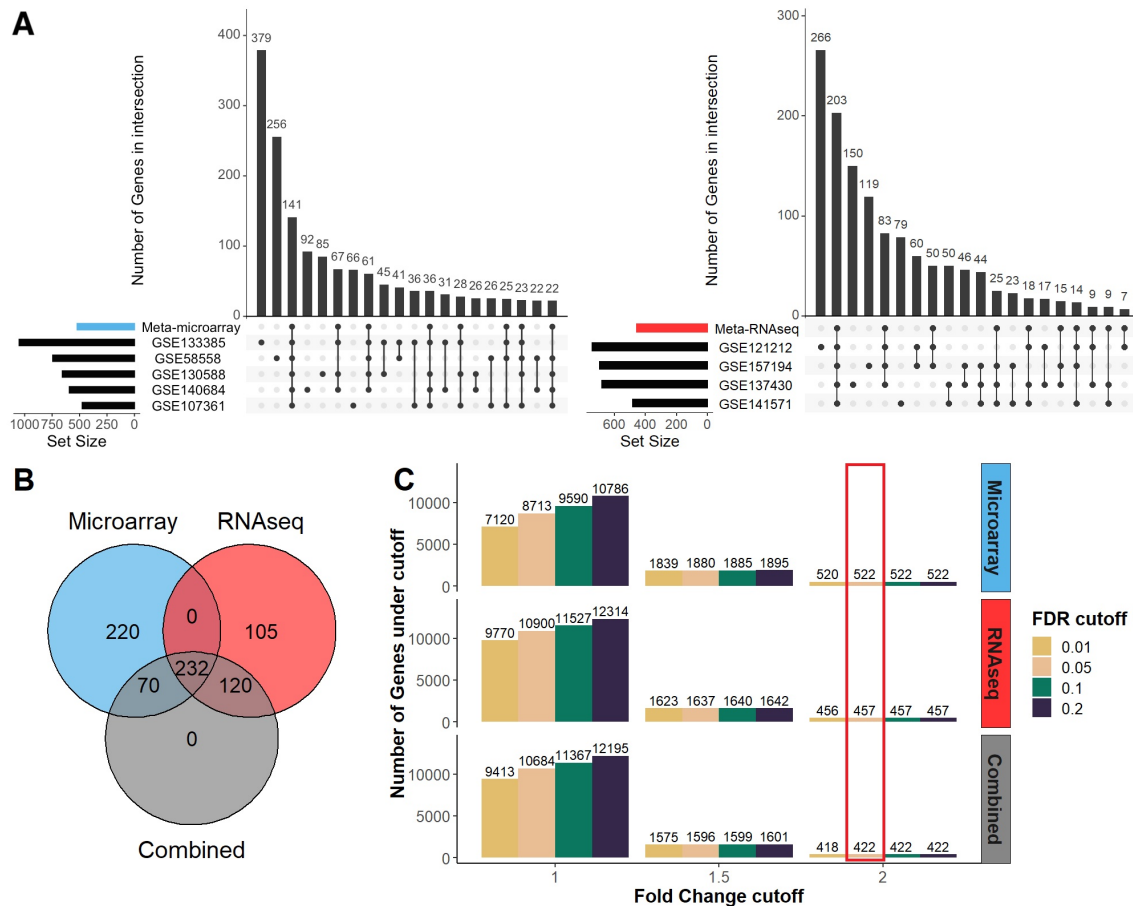 A
Number of Genes in intersection
400
300
200
100
0
379
256
141
92
85
67
66
61
45
41
36
36
31
28
26
26
25
23
22
22
Meta-microarray
GSE133385
GSE58558
GSE130588
GSE140684
GSE107361
1000 750 500 250 0
Set Size
Number of Genes in intersection
300
200
100
0
266
203
150
119
83
79
60
50
50
46
44
25
23
18
17
15
14
9
9
7
Meta-RNAseq
GSE121212
GSE157194
GSE137430
GSE141571
600 400 200 0
Set Size
B
Microarray RNAseq
0
220 105
232
70 120
0
Combined
C
Number of Genes under cutoff
10000
5000
0
7120 8713 9590 10786
1839 1880 1885 1895
520 522 522 522
Microarray
10000
5000
0
9770 10900 11527 12314
1623 1637 1640 1642
456 457 457 457
RNAseq
10000
5000
0
9413 10684 11367 12195
1575 1596 1599 1601
418 422 422 422
Combined
1 1.5 2
Fold Change cutoff
FDR cutoff
0.01
0.05
0.1
0.2